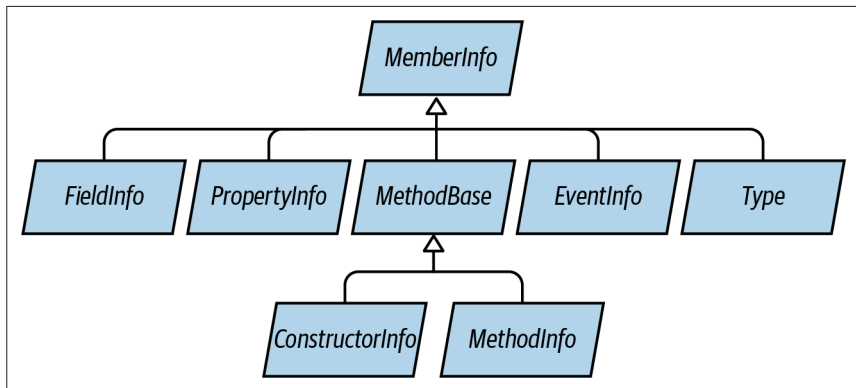 MemberInfo
FieldInfo
PropertyInfo
MethodBase
EventInfo
Type
ConstructorInfo
MethodInfo